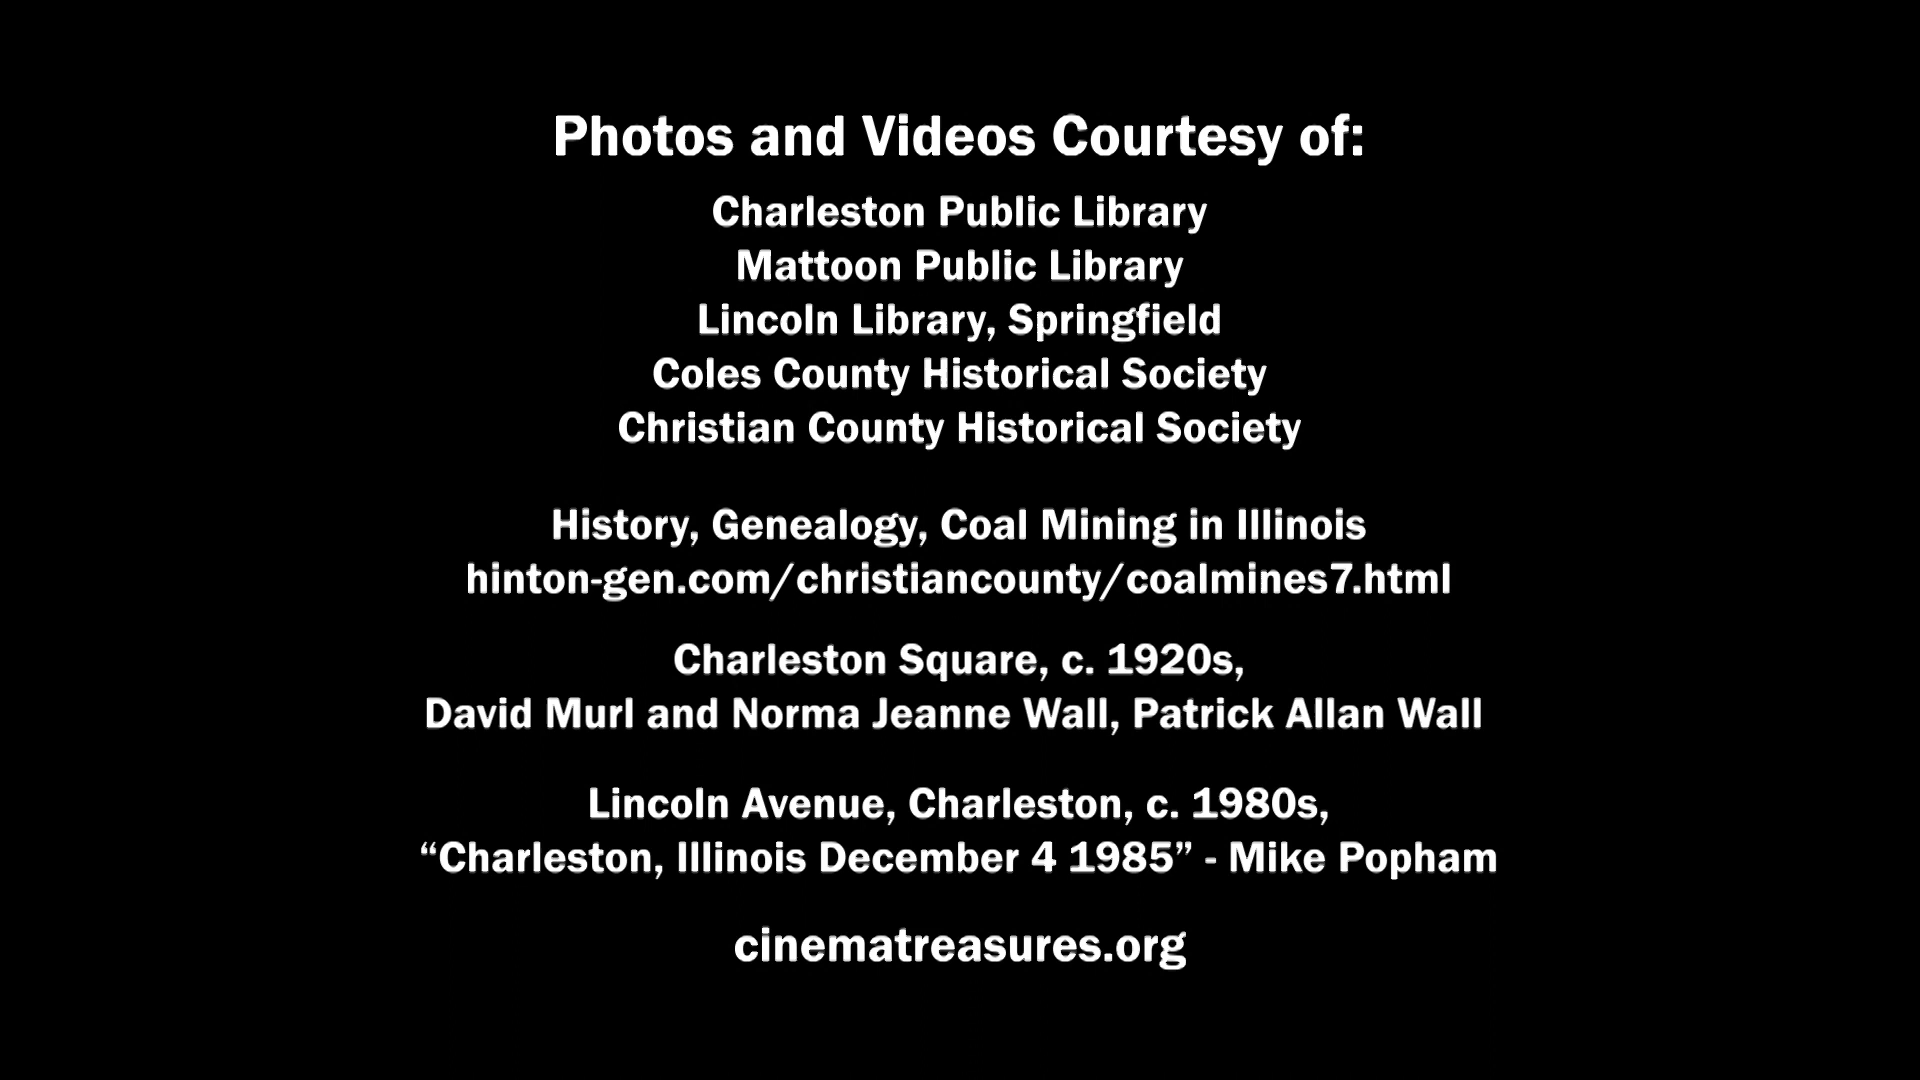 Photos and Videos Courtesy of:
Charleston Public Library
Mattoon Public Library
Lincoln Library, Springfield
Coles County Historical Society
Christian County Historical Society
History, Genealogy, Coal Mining in Illinois
hinton-gen.com/christiancounty/coalmines7.html
Charleston Square, c. 1920s,
David Murl and Norma Jeanne Wall, Patrick Allan Wall
Lincoln Avenue, Charleston, c. 1980s,
“Charleston, Illinois December 4 1985” - Mike Popham
cinematreasures.org